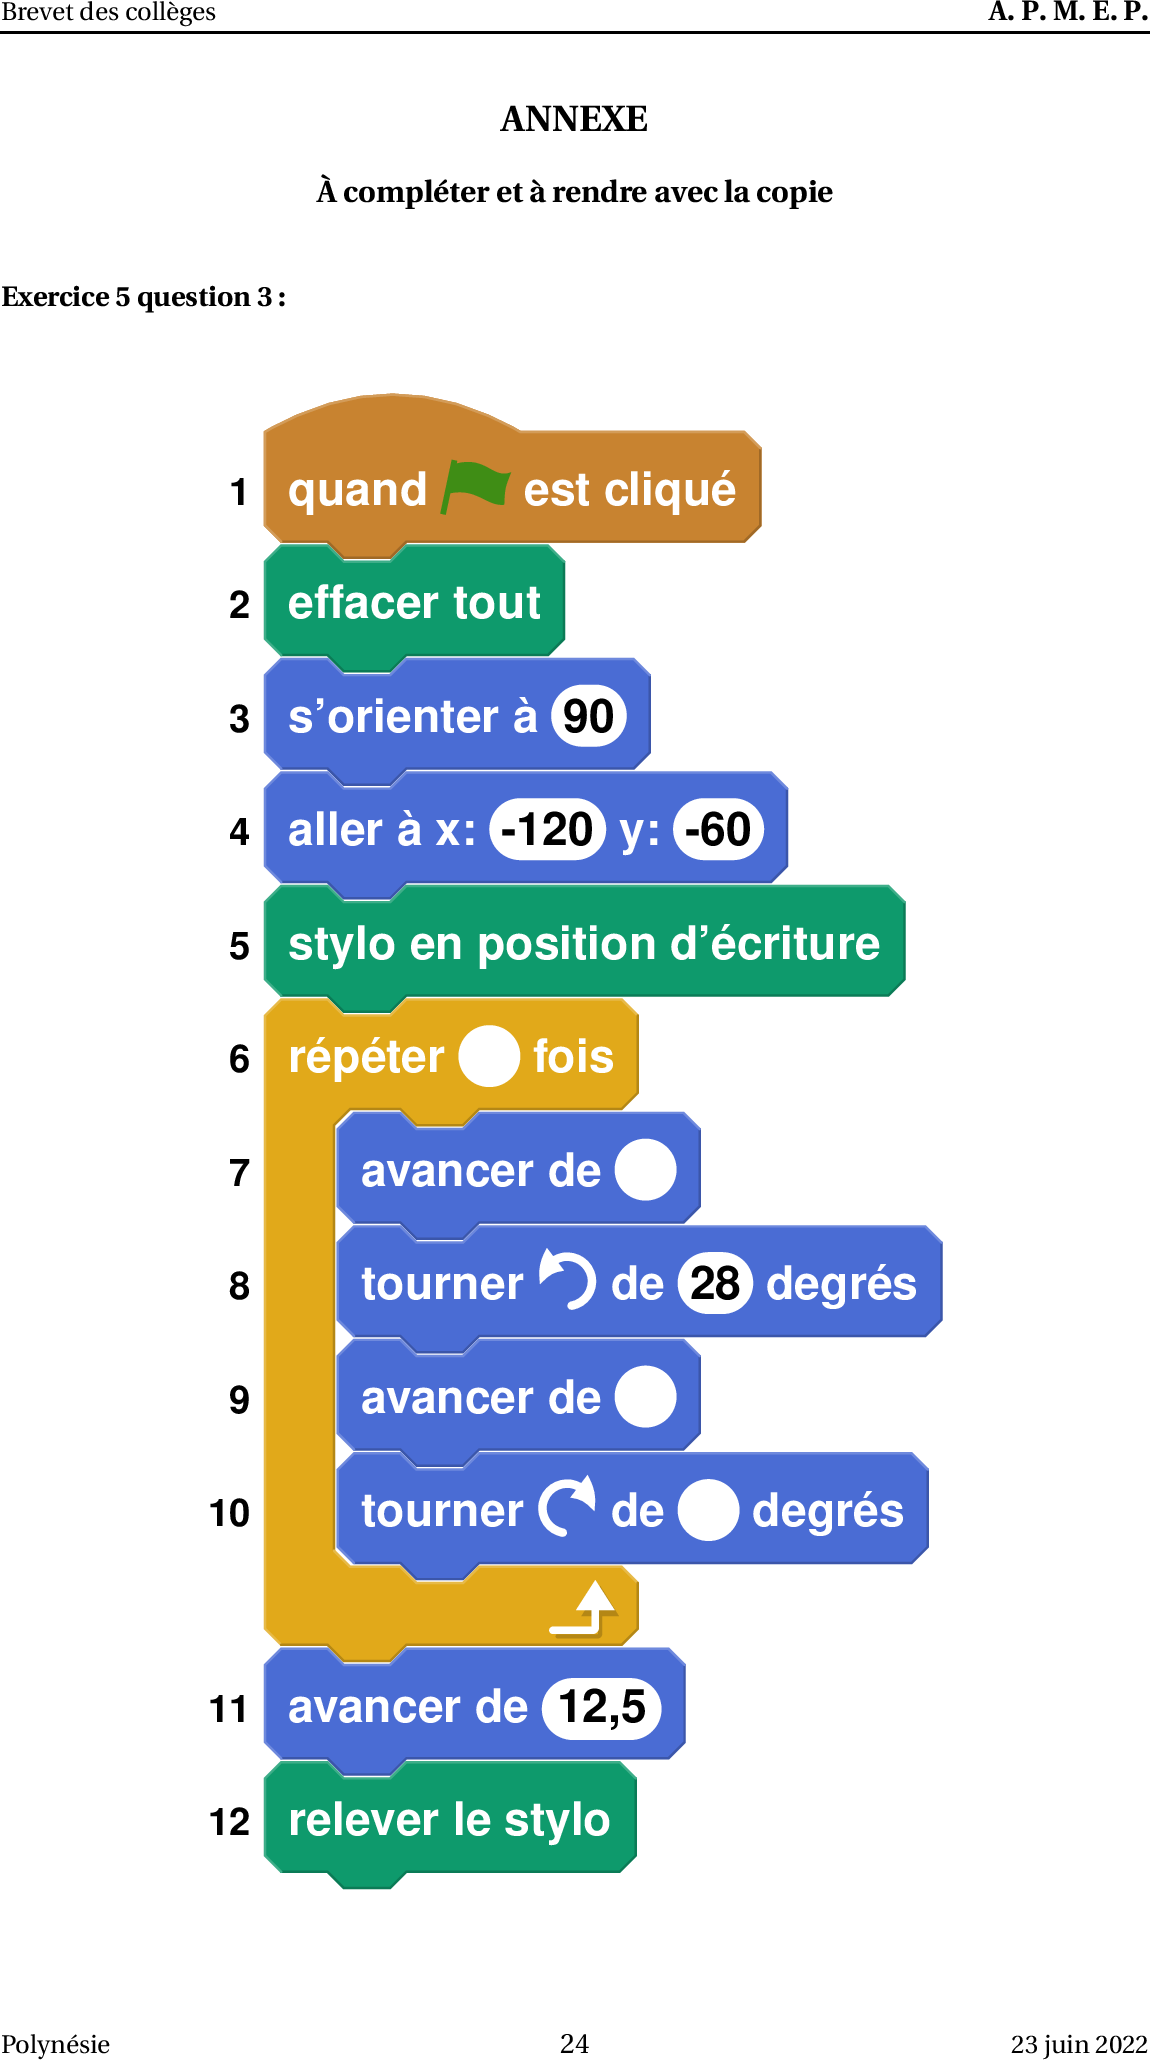 Brevet des collèges A. P. M. E. P.
ANNEXE
À compléter et à rendre avec la copie
Exercice 5 question 3 :
1 quand est cliqué
2 effacer tout
3 s’orienter à 90
4 aller à x: -120 y: -60
5 stylo en position d’écriture
6 répéter fois
7 avancer de
8 tourner de 28 degrés
9 avancer de
10 tourner de degrés
11 avancer de 12,5
12 relever le stylo
Polynésie 24 23 juin 2022